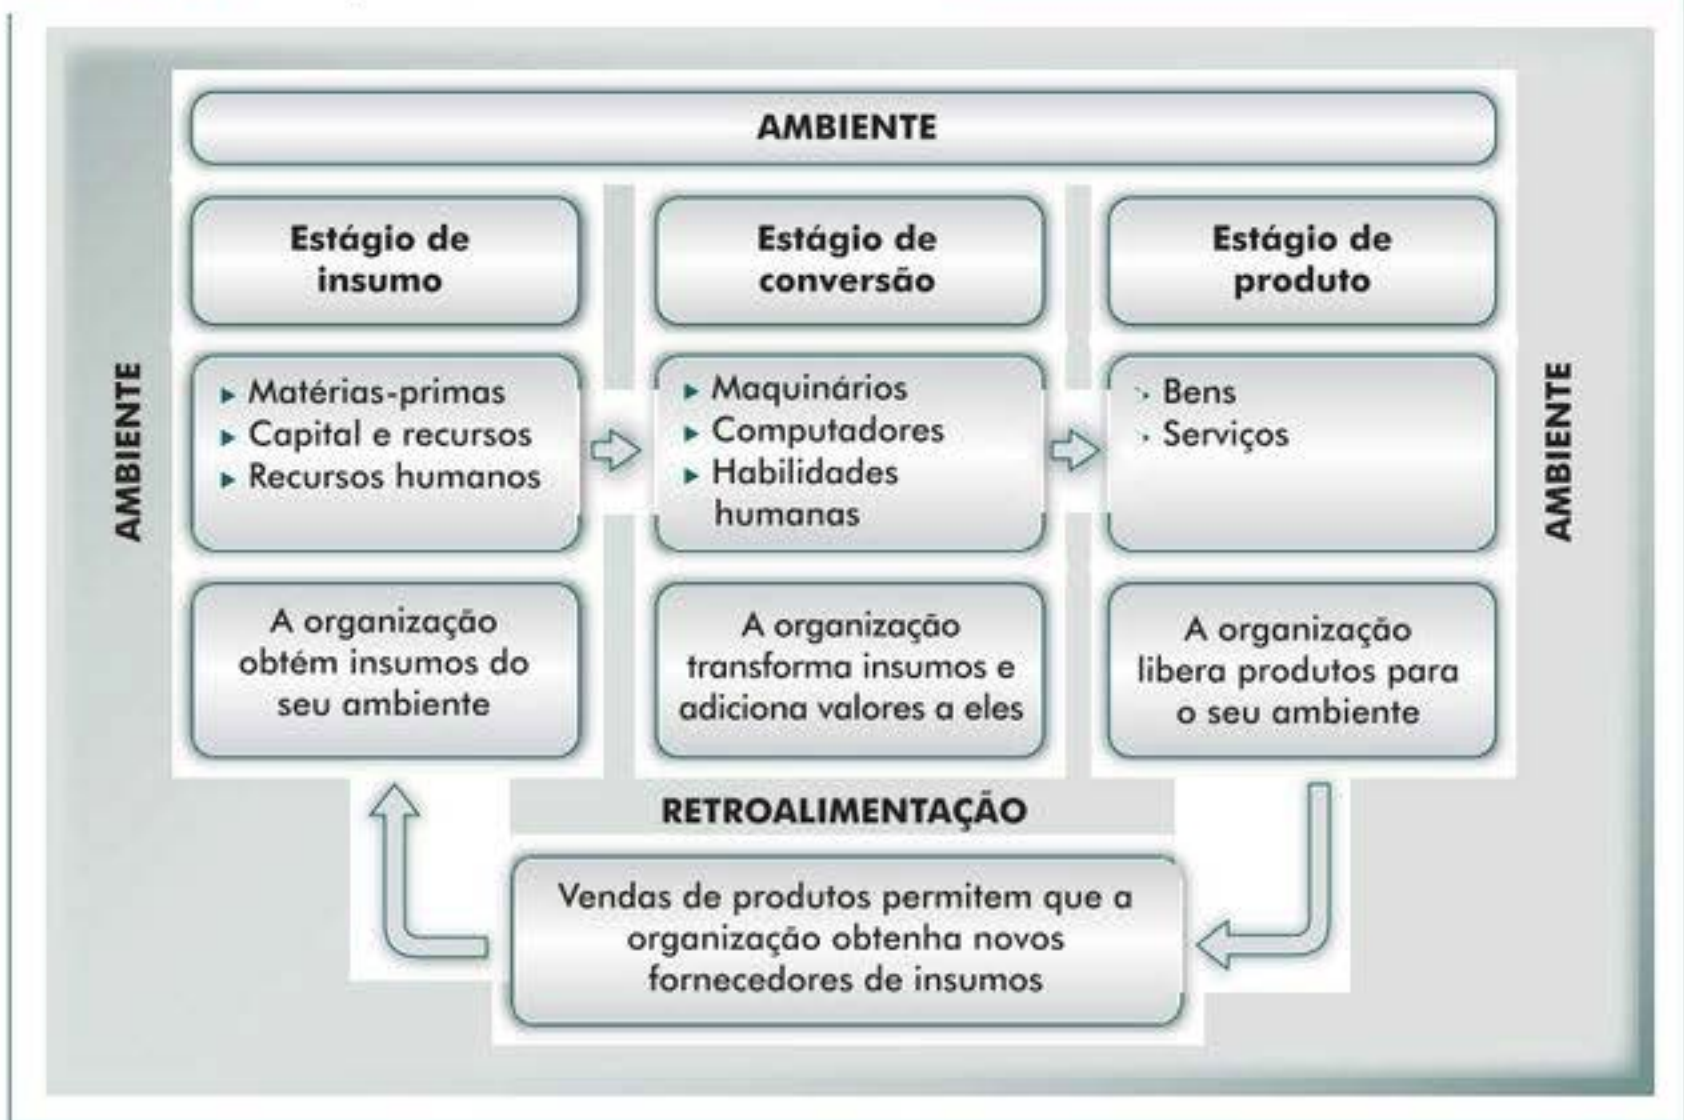 AMBIENTE
Estágio de
insumo
Estágio de
conversão
Estágio de
produto
AMBIENTE
Matérias-primas
Capital e recursos
Recursos humanos
Maquinários
Computadores
Habilidades
humanas
Bens
Serviços
AMBIENTE
A organização
obtém insumos do
seu ambiente
A organização
transforma insumos e
adiciona valores a eles
A organização
libera produtos para
o seu ambiente
RETROALIMENTAÇÃO
Vendas de produtos permitem que a
organização obtenha novos
fornecedores de insumos